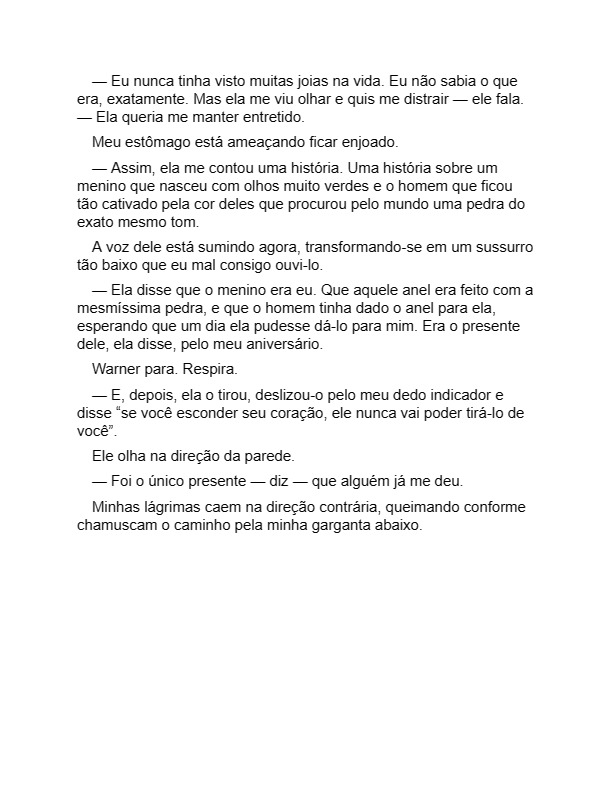 — Eu nunca tinha visto muitas joias na vida. Eu não sabia o que
era, exatamente. Mas ela me viu olhar e quis me distrair — ele fala.
— Ela queria me manter entretido.
Meu estômago está ameaçando ficar enjoado.
— Assim, ela me contou uma história. Uma história sobre um
menino que nasceu com olhos muito verdes e o homem que ficou
tão cativado pela cor deles que procurou pelo mundo uma pedra do
exato mesmo tom.
A voz dele está sumindo agora, transformando-se em um sussurro
tão baixo que eu mal consigo ouvi-lo.
— Ela disse que o menino era eu. Que aquele anel era feito com a
mesmíssima pedra, e que o homem tinha dado o anel para ela,
esperando que um dia ela pudesse dá-lo para mim. Era o presente
dele, ela disse, pelo meu aniversário.
Warner para. Respira.
— E, depois, ela o tirou, deslizou-o pelo meu dedo indicador e
disse “se você esconder seu coração, ele nunca vai poder tirá-lo de
você”.
Ele olha na direção da parede.
— Foi o único presente — diz — que alguém já me deu.
Minhas lágrimas caem na direção contrária, queimando conforme
chamuscam o caminho pela minha garganta abaixo.